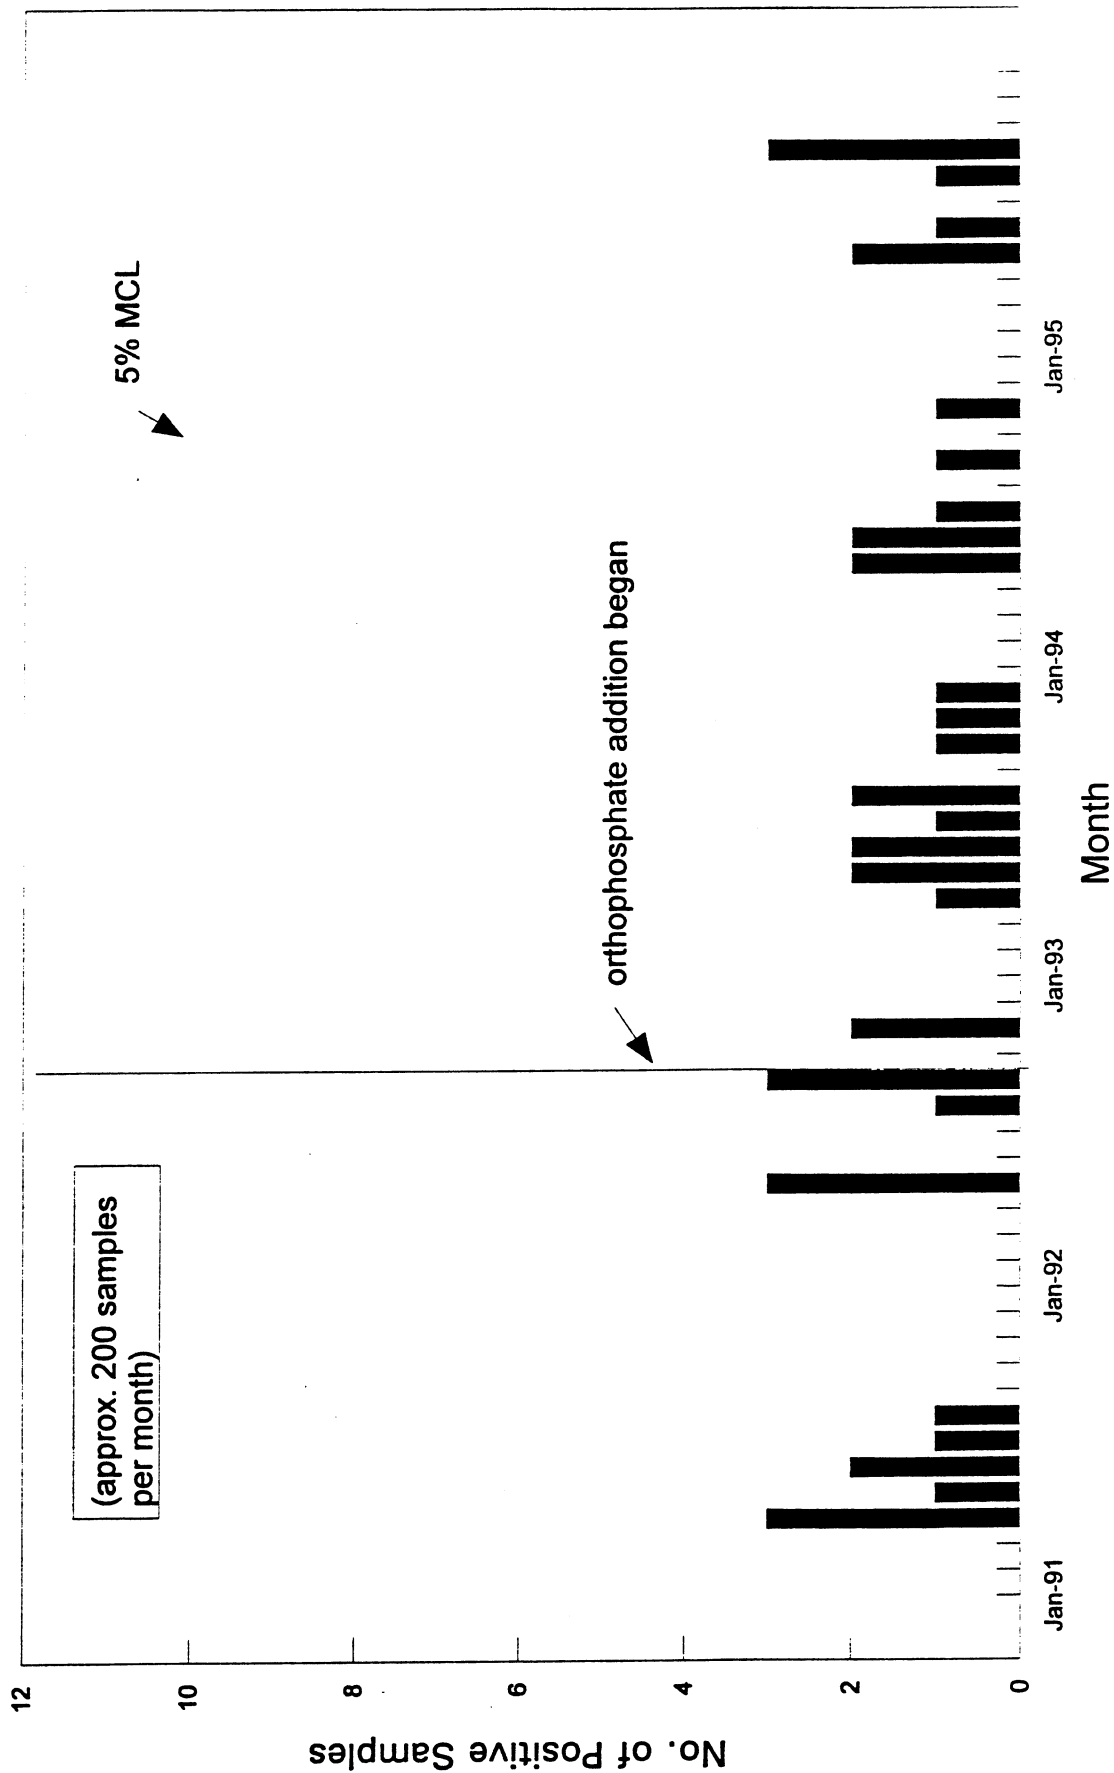 12
10
8
6
4
2
0
No. of Positive Samples
(approx. 200 samples
per month)
5% MCL
orthophosphate addition began
Jan-91
Jan-92
Jan-93
Jan-94
Jan-95
Month